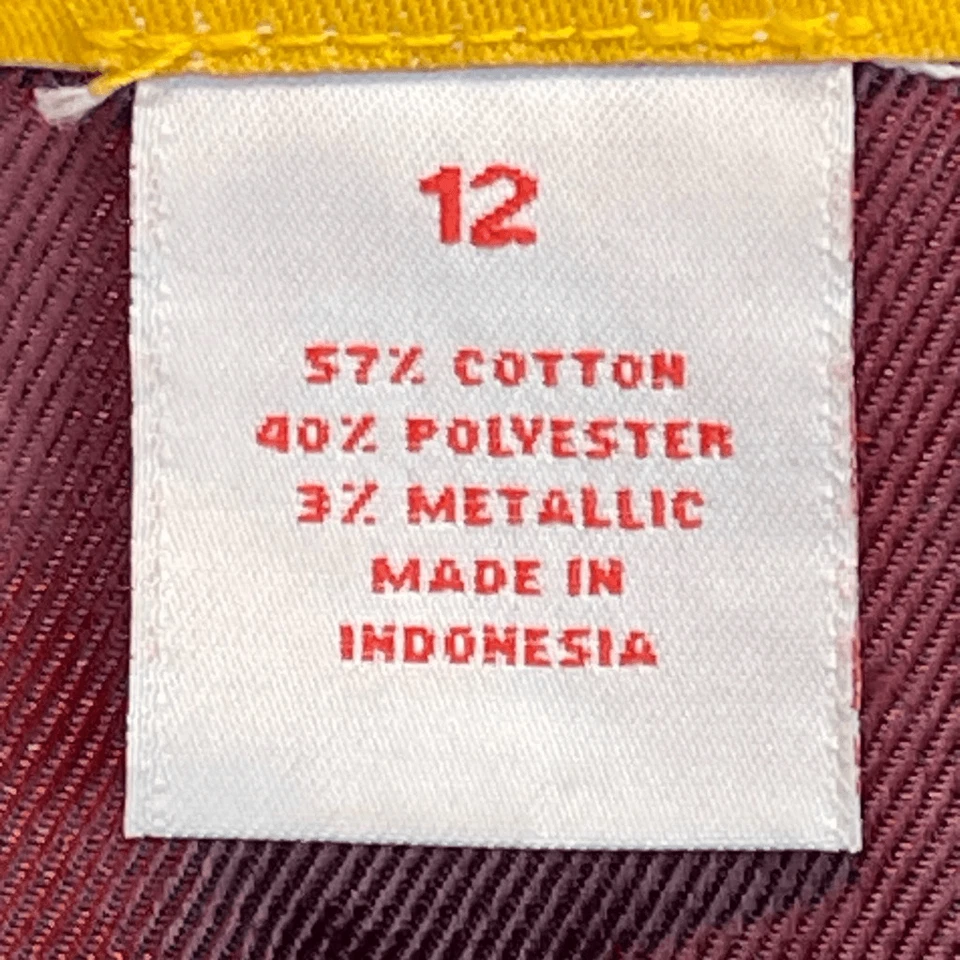 12
57% COTTON
40% POLYESTER
3% METALLIC
MADE IN
INDONESIA